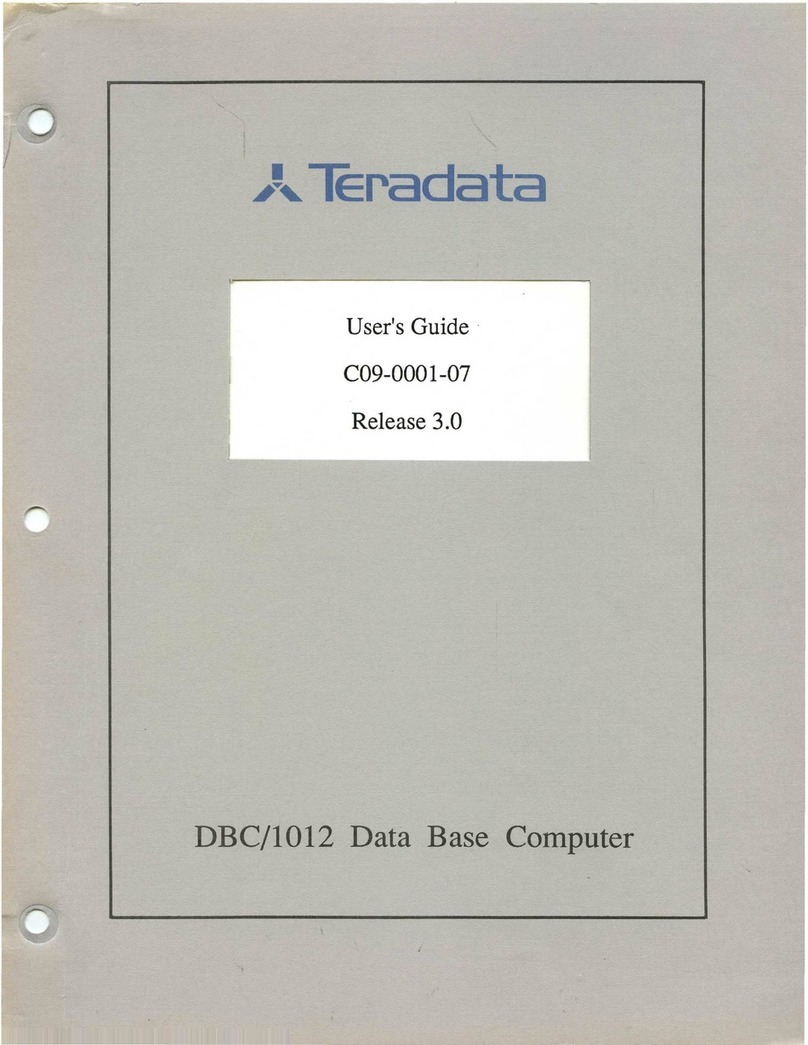 Teradata
User's Guide
C09-0001-07
Release 3.0
DBC/1012 Data Base Computer